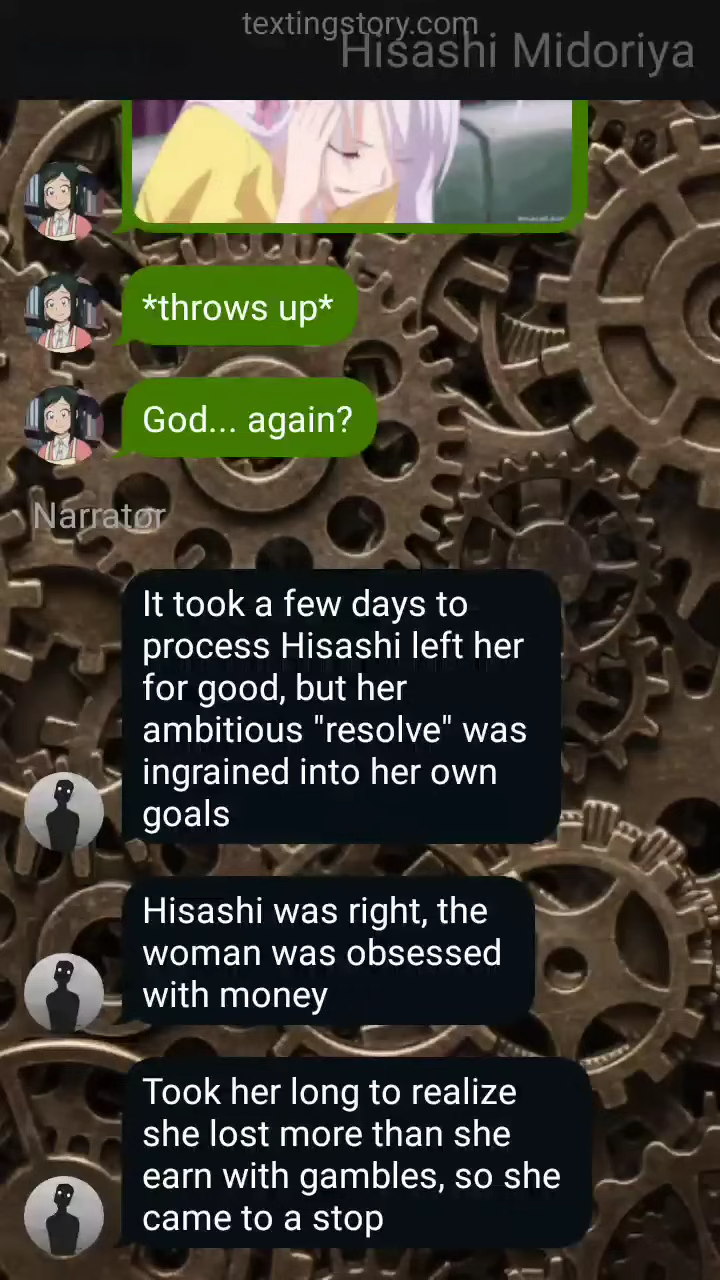 textingstory.com
Hisashi Midoriya
*throws up*
God... again?
Narrator
It took a few days to
process Hisashi left her
for good, but her
ambitious "resolve" was
ingrained into her own
goals
Hisashi was right, the
woman was obsessed
with money
Took her long to realize
she lost more than she
earn with gambles, so she
came to a stop